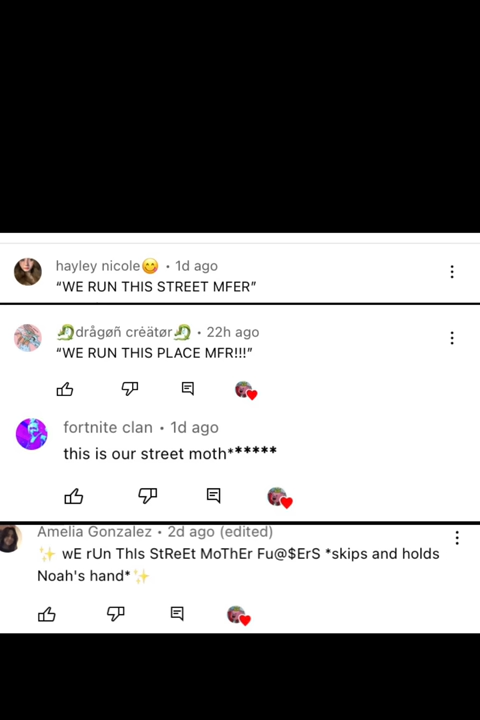 hayley nicole😋 • 1d ago
“WE RUN THIS STREET MFER”
🐉drågøñ crėätør🐉 • 22h ago
“WE RUN THIS PLACE MFR!!!”
fortnite clan • 1d ago
this is our street moth******
Amelia Gonzalez • 2d ago (edited)
✨ wE rUn ThIs StReEt MoThEr Fu@$ErS *skips and holds
Noah's hand*✨